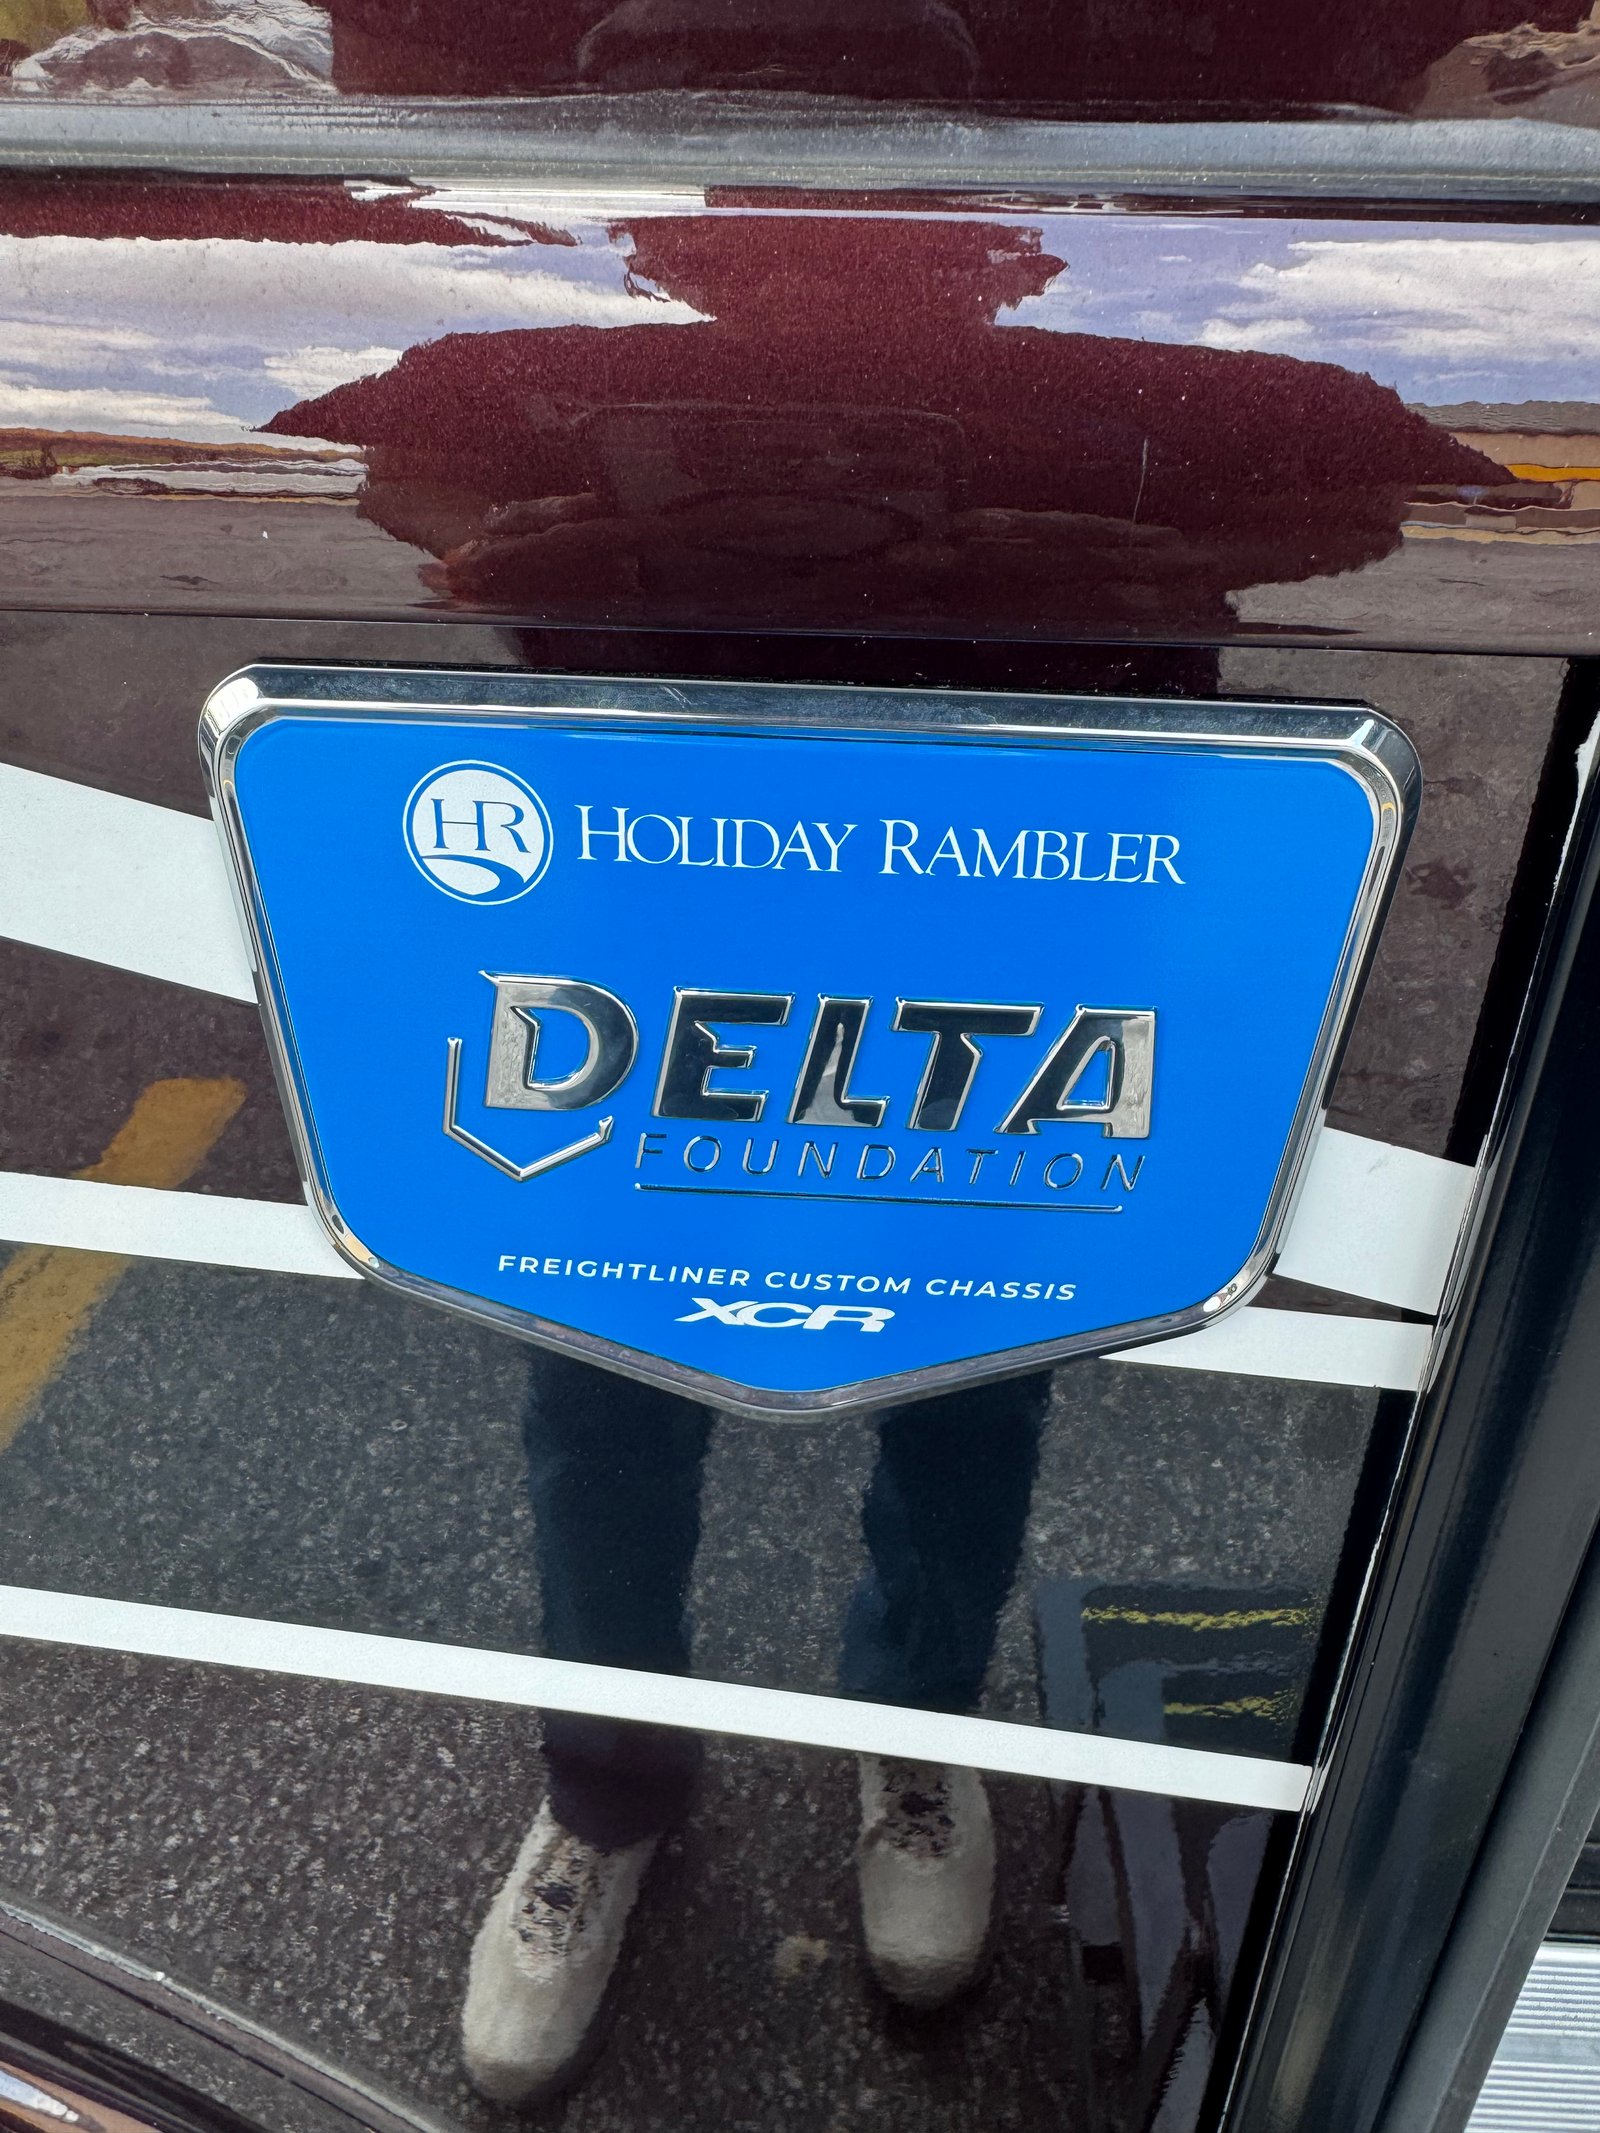 HR HOLIDAY RAMBLER
DELTA
FOUNDATION
FREIGHTLINER CUSTOM CHASSIS
XCR